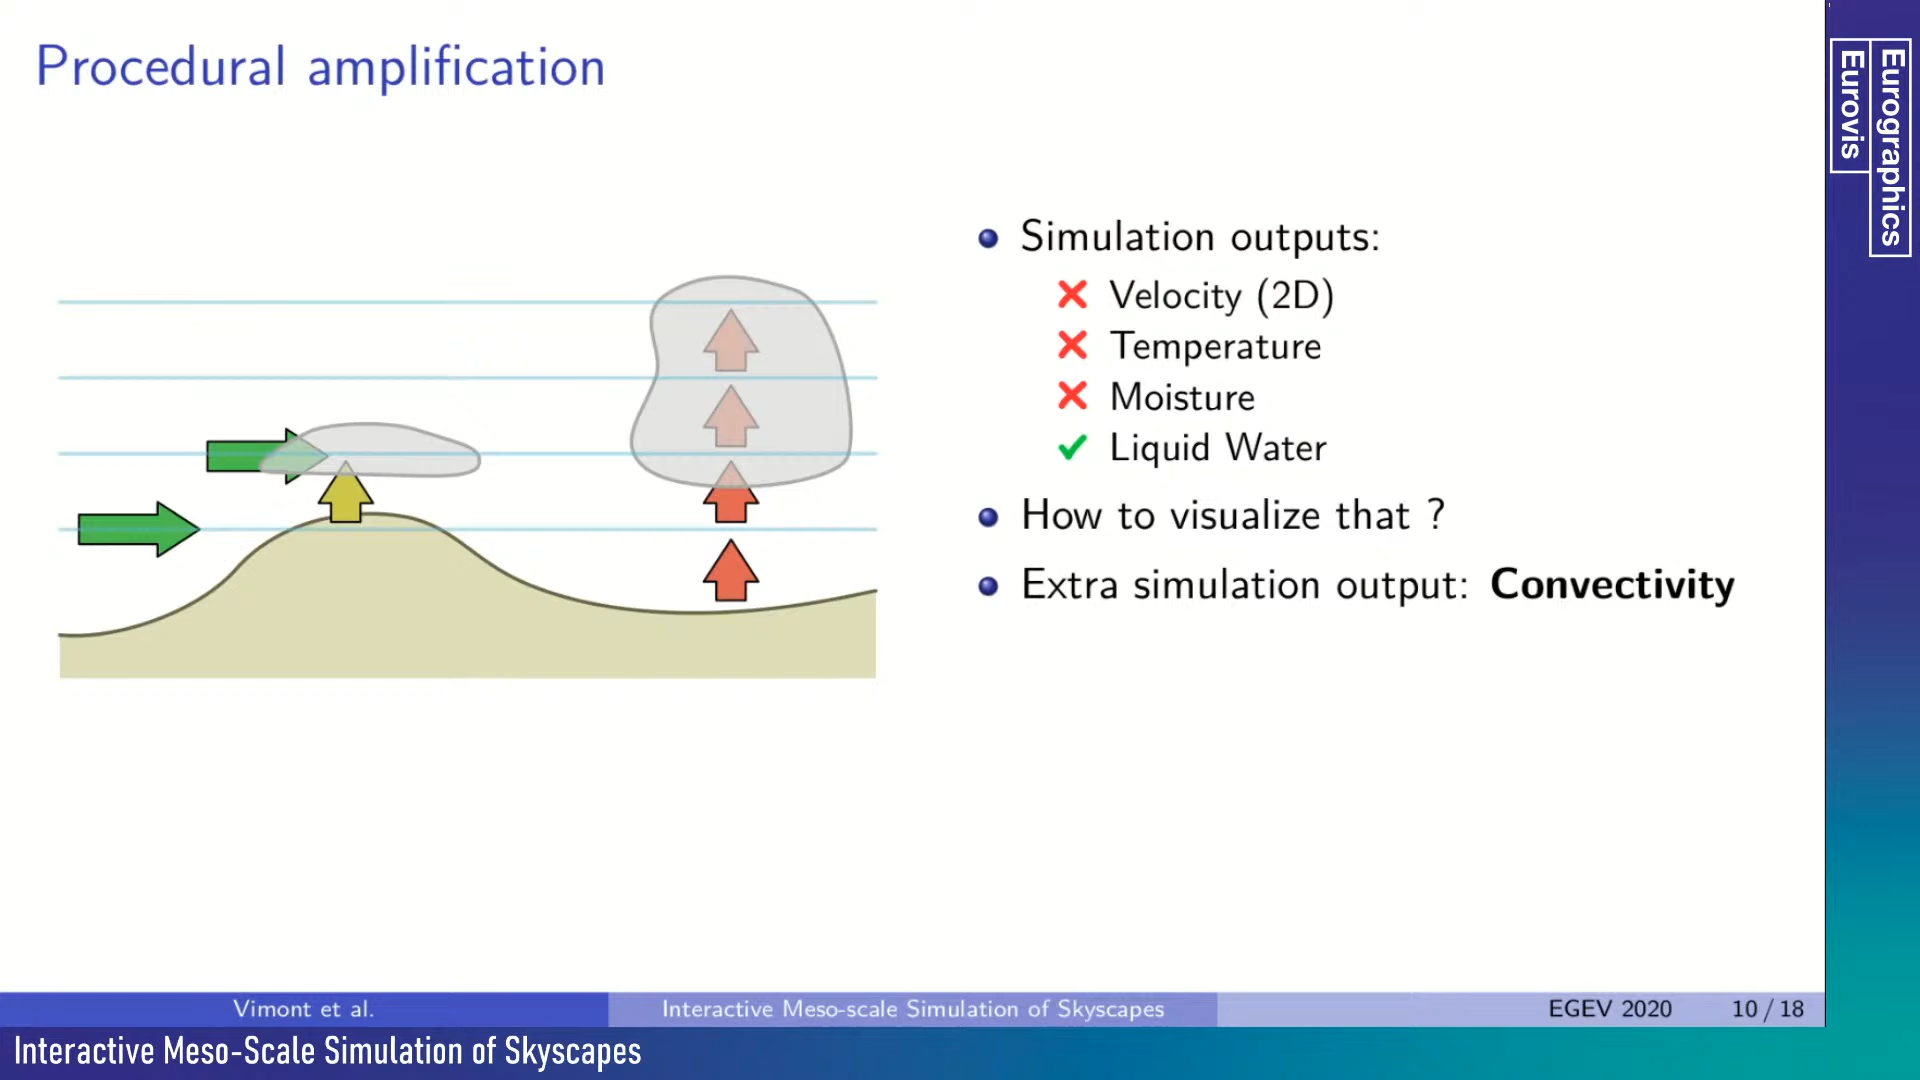 Procedural amplification
Simulation outputs:
Velocity (2D)
Temperature
Moisture
Liquid Water
How to visualize that ?
Extra simulation output: Convectivity
Eurographics
Eurovis
Vimont et al.
Interactive Meso-scale Simulation of Skyscapes
EGEV 2020
10 / 18
Interactive Meso-Scale Simulation of Skyscapes